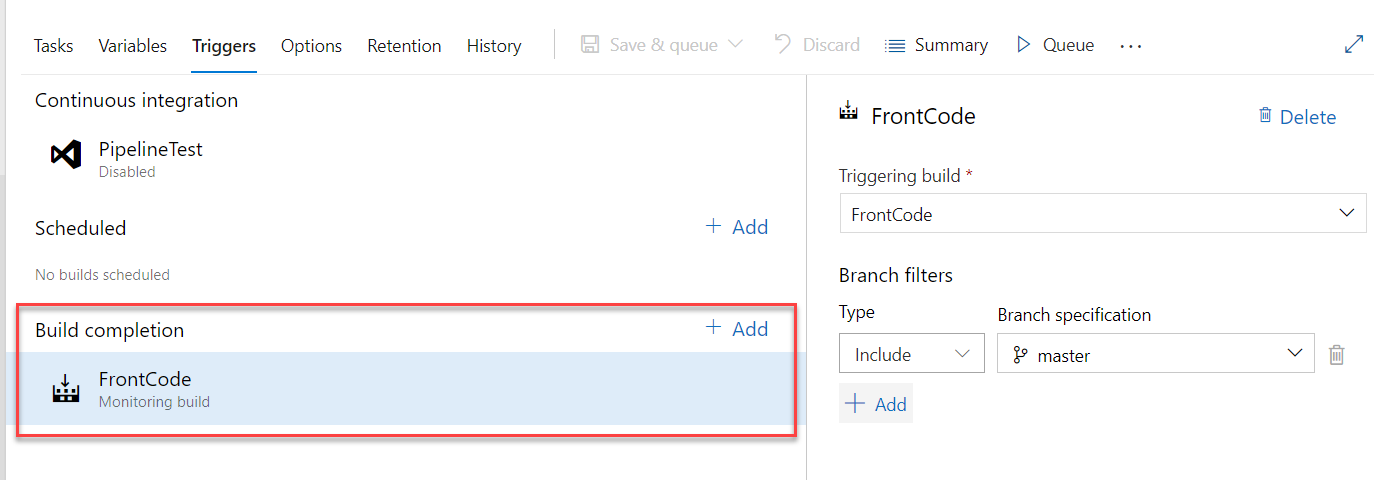 Tasks Variables Triggers Options Retention History Save & queue Discard Summary Queue ...
Continuous integration
PipelineTest
Disabled
Scheduled + Add
No builds scheduled
Build completion + Add
FrontCode
Monitoring build
FrontCode Delete
Triggering build *
FrontCode
Branch filters
Type Branch specification
Include master
+ Add